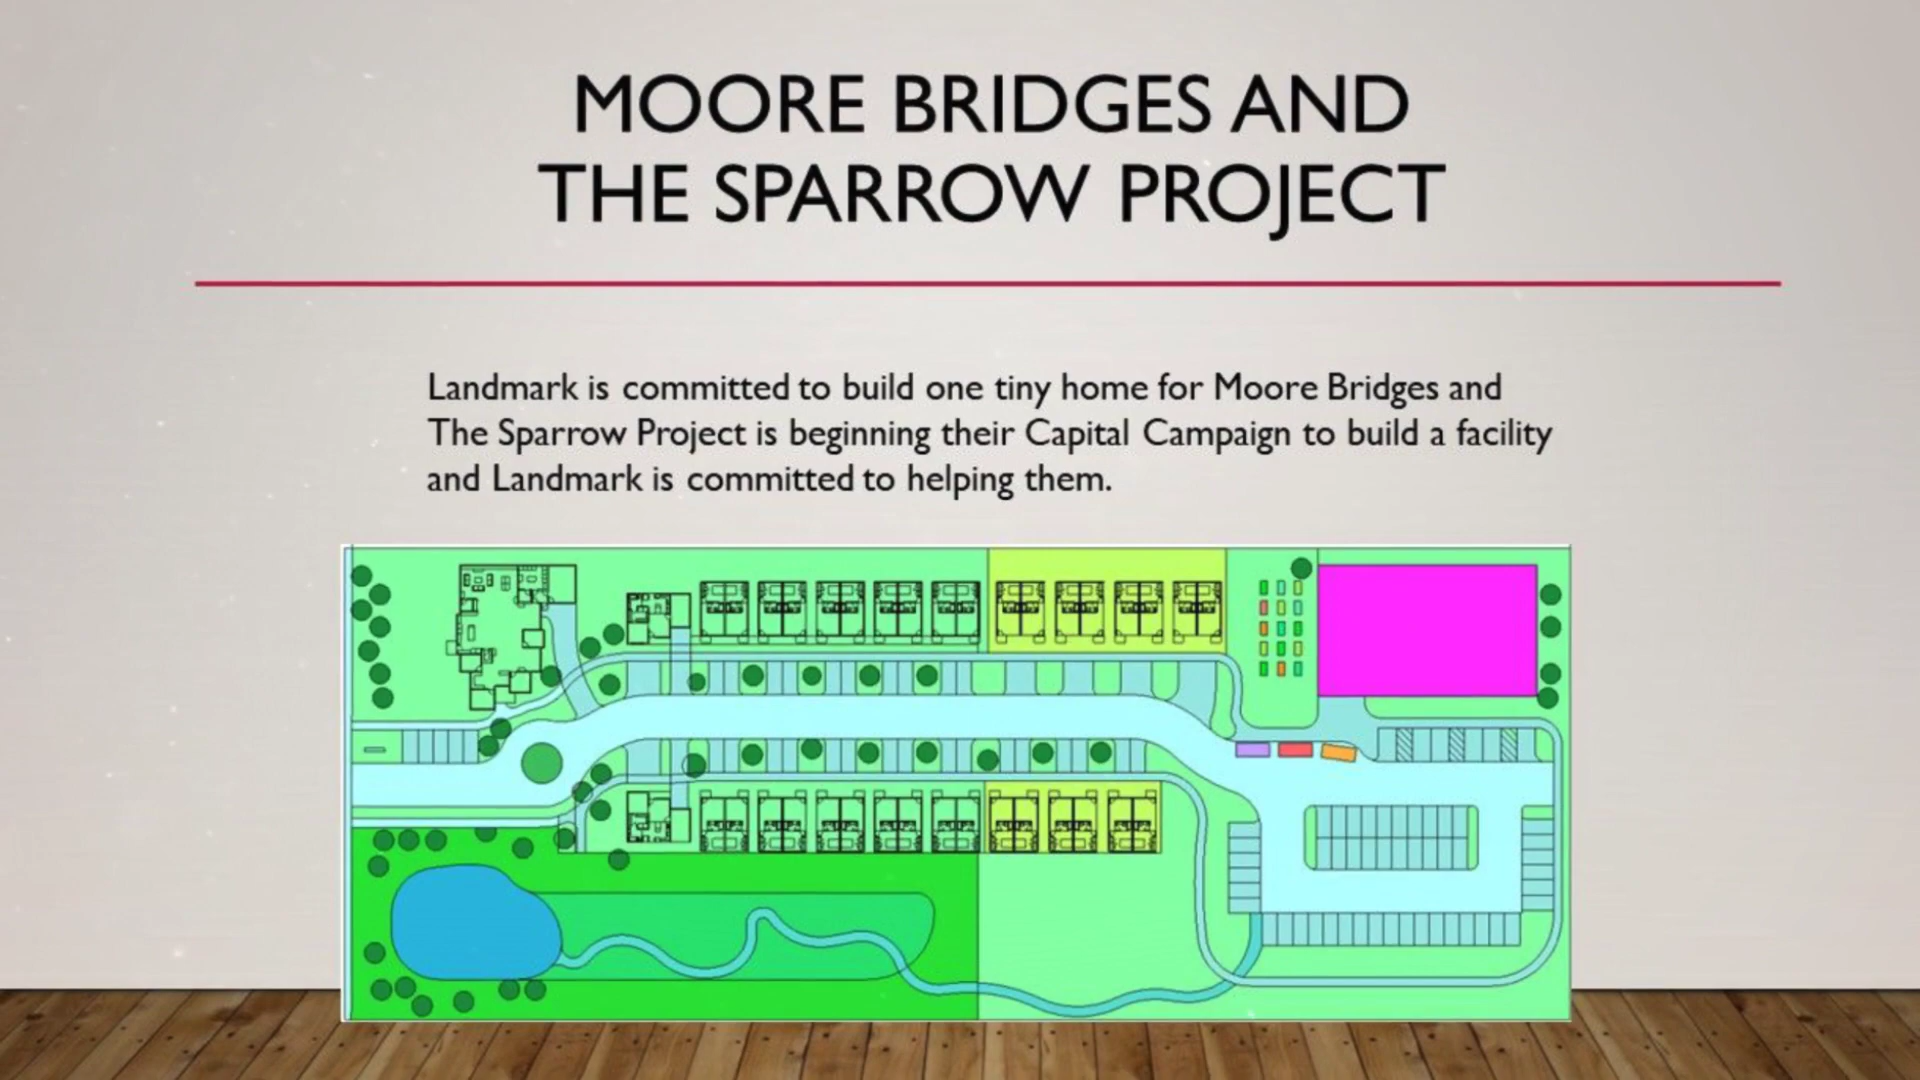 MOORE BRIDGES AND
THE SPARROW PROJECT
Landmark is committed to build one tiny home for Moore Bridges and
The Sparrow Project is beginning their Capital Campaign to build a facility
and Landmark is committed to helping them.